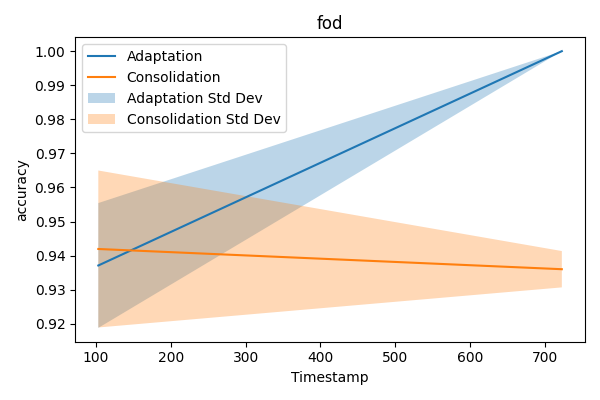 fod
Adaptation
Consolidation
Adaptation Std Dev
Consolidation Std Dev
accuracy
1.00
0.99
0.98
0.97
0.96
0.95
0.94
0.93
0.92
100 200 300 400 500 600 700
Timestamp